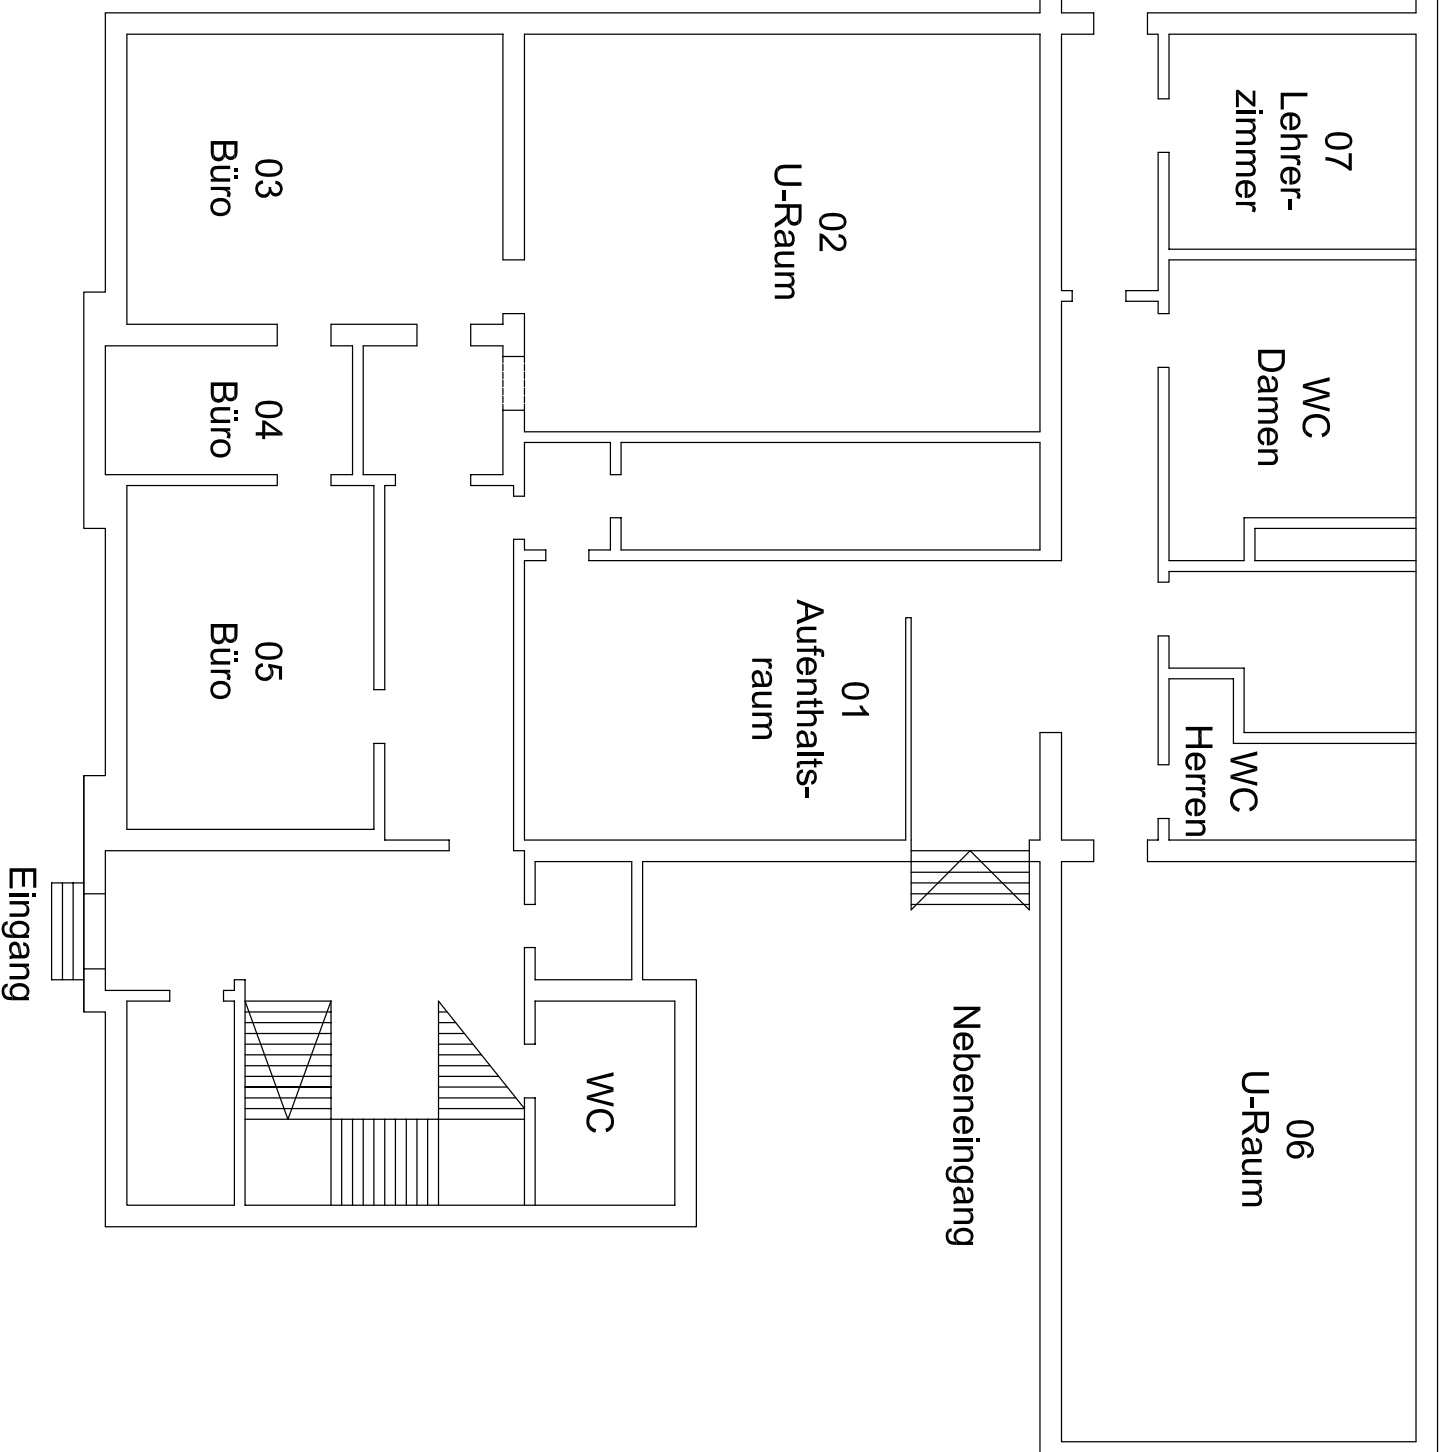 07
Lehrer-
zimmer
02
U-Raum
03
Büro
WC
Damen
04
Büro
01
Aufenthalts-
raum
05
Büro
WC
Herren
06
U-Raum
Nebeneingang
WC
Eingang